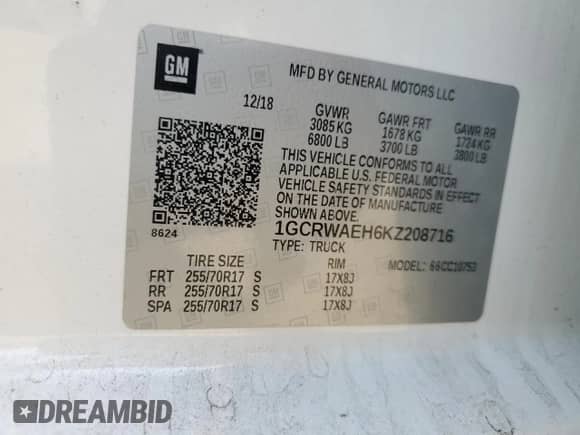 GM
MFD BY GENERAL MOTORS LLC
12/18
GVWR GAWR FRT GAWR RR
3085 KG 1678 KG 1724 KG
6800 LB 3700 LB 3800 LB
THIS VEHICLE CONFORMS TO ALL
APPLICABLE U.S. FEDERAL MOTOR
VEHICLE SAFETY STANDARDS IN EFFECT
ON THE DATE OF MANUFACTURE
SHOWN ABOVE.
8624
1GCRWAEH6KZ208716
TYPE: TRUCK MODEL:
TIRE SIZE RIM
FRT 255/70R17 S 17X8J
RR 255/70R17 S 17X8J
SPA 255/70R17 S 17X8J
DREAMBID